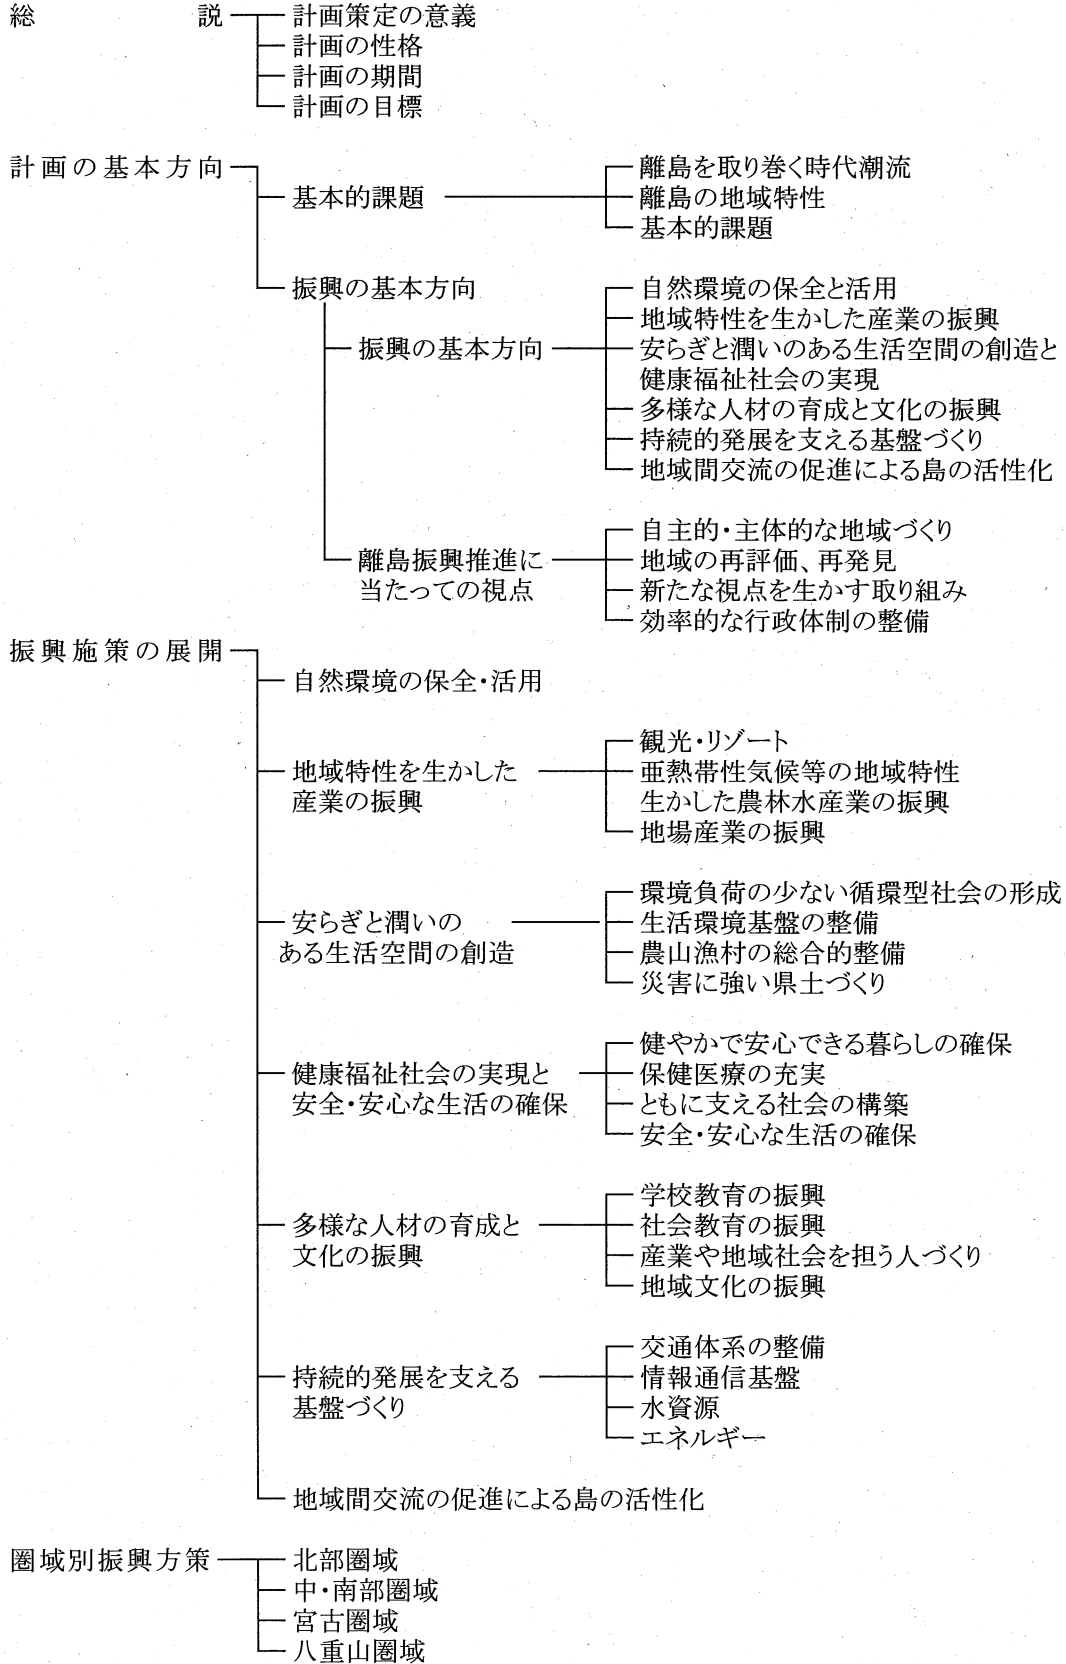 総説
計画策定の意義
計画の性格
計画の期間
計画の目標
計画の基本方向
基本的課題
離島を取り巻く時代潮流
離島の地域特性
基本的課題
振興の基本方向
振興の基本方向
自然環境の保全と活用
地域特性を生かした産業の振興
安らぎと潤いのある生活空間の創造と
健康福祉社会の実現
多様な人材の育成と文化の振興
持続的発展を支える基盤づくり
地域間交流の促進による島の活性化
離島振興推進に
当たっての視点
自主的・主体的な地域づくり
地域の再評価、再発見
新たな視点を生かす取り組み
効率的な行政体制の整備
振興施策の展開
自然環境の保全・活用
地域特性を生かした
産業の振興
観光・リゾート
亜熱帯性気候等の地域特性
生かした農林水産業の振興
地場産業の振興
安らぎと潤いの
ある生活空間の創造
環境負荷の少ない循環型社会の形成
生活環境基盤の整備
農山漁村の総合的整備
災害に強い県土づくり
健康福祉社会の実現と
安全・安心な生活の確保
健やかで安心できる暮らしの確保
保健医療の充実
ともに支える社会の構築
安全・安心な生活の確保
多様な人材の育成と
文化の振興
学校教育の振興
社会教育の振興
産業や地域社会を担う人づくり
地域文化の振興
持続的発展を支える
基盤づくり
交通体系の整備
情報通信基盤
水資源
エネルギー
地域間交流の促進による島の活性化
圏域別振興方策
北部圏域
中・南部圏域
宮古圏域
八重山圏域